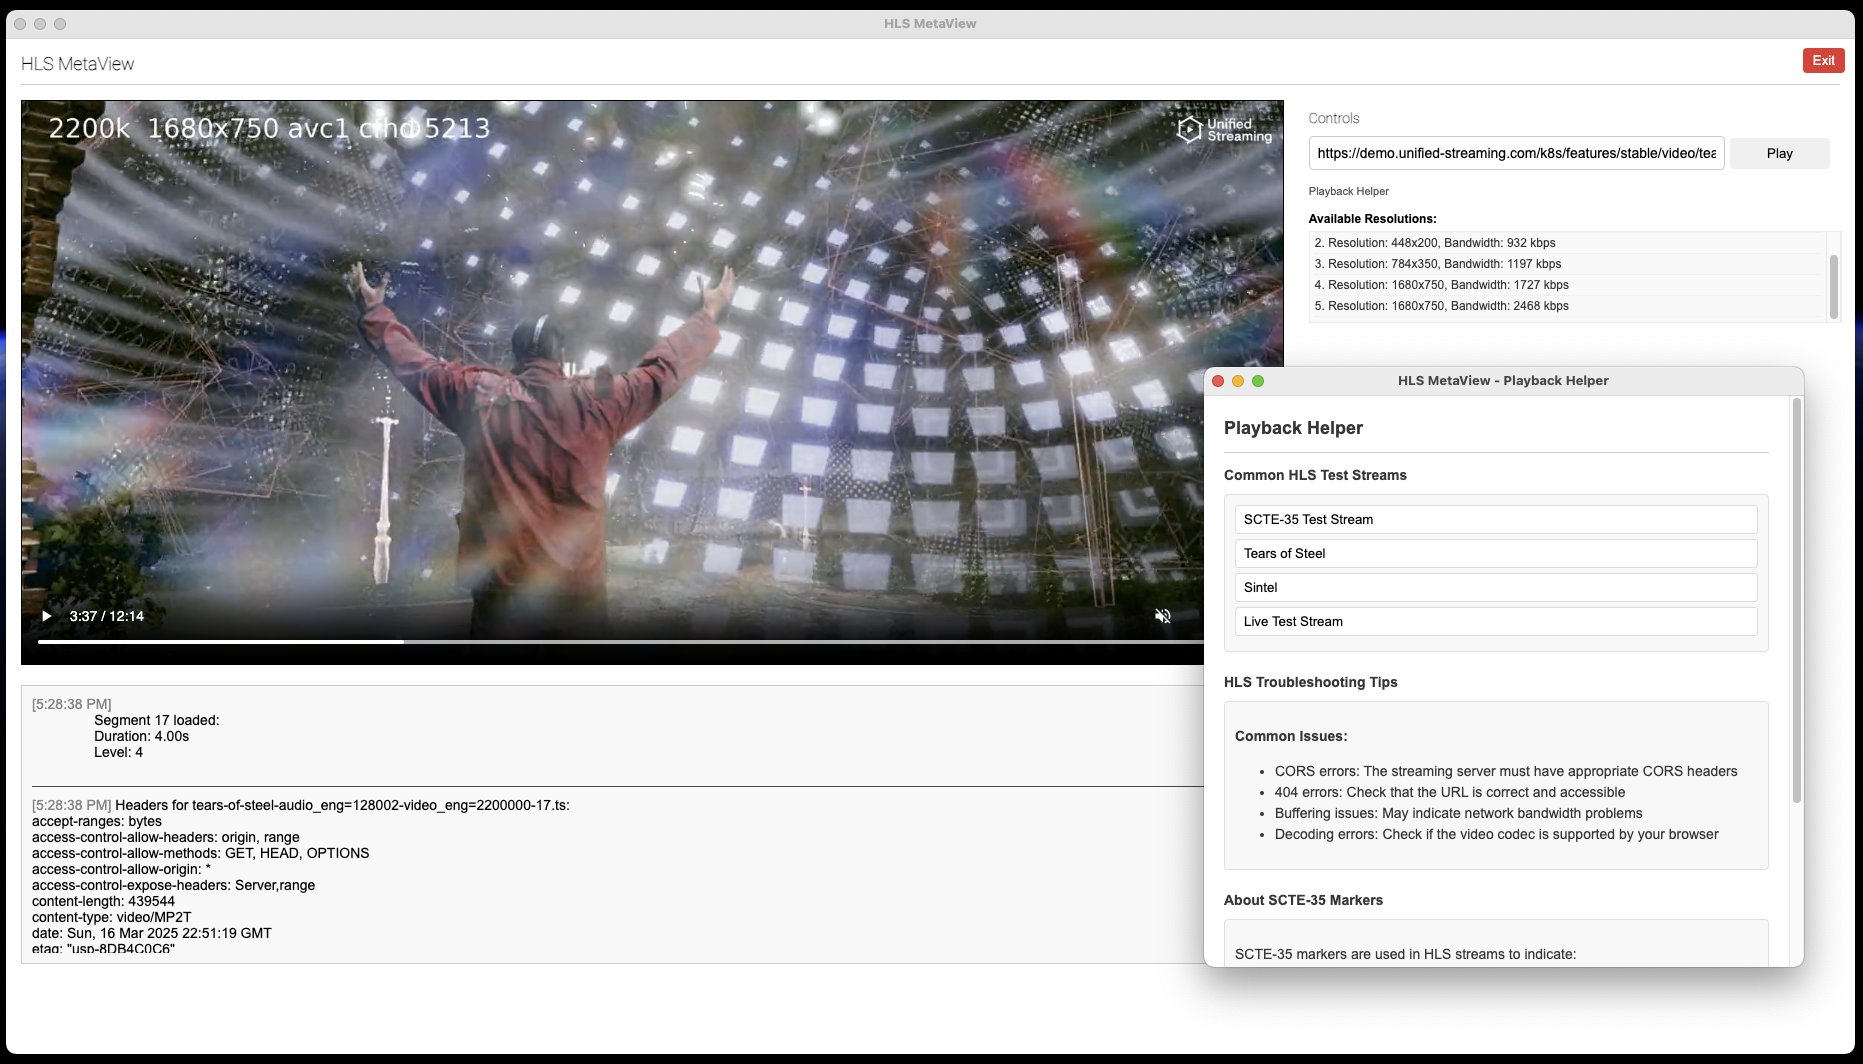 HLS MetaView
HLS MetaView
Exit
2200k 1680x750 avc1 cfhd 5213
Unified
Streaming
3:37 / 12:14
Controls
https://demo.unified-streaming.com/k8s/features/stable/video/tea
Play
Playback Helper
Available Resolutions:
2. Resolution: 448x200, Bandwidth: 932 kbps
3. Resolution: 784x350, Bandwidth: 1197 kbps
4. Resolution: 1680x750, Bandwidth: 1727 kbps
5. Resolution: 1680x750, Bandwidth: 2468 kbps
[5:28:38 PM]
Segment 17 loaded:
Duration: 4.00s
Level: 4
[5:28:38 PM] Headers for tears-of-steel-audio_eng=128002-video_eng=2200000-17.ts:
accept-ranges: bytes
access-control-allow-headers: origin, range
access-control-allow-methods: GET, HEAD, OPTIONS
access-control-allow-origin: *
access-control-expose-headers: Server,range
content-length: 439544
content-type: video/MP2T
date: Sun, 16 Mar 2025 22:51:19 GMT
etag: "usp-8DB4C0C6"
HLS MetaView - Playback Helper
Playback Helper
Common HLS Test Streams
SCTE-35 Test Stream
Tears of Steel
Sintel
Live Test Stream
HLS Troubleshooting Tips
Common Issues:
• CORS errors: The streaming server must have appropriate CORS headers
• 404 errors: Check that the URL is correct and accessible
• Buffering issues: May indicate network bandwidth problems
• Decoding errors: Check if the video codec is supported by your browser
About SCTE-35 Markers
SCTE-35 markers are used in HLS streams to indicate: